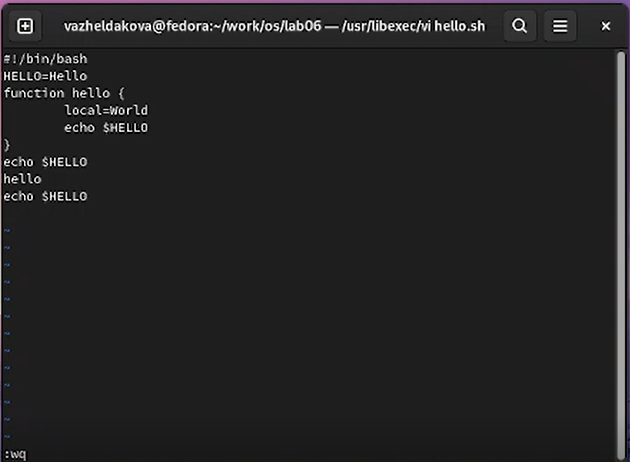 vazheldakova@fedora:~/work/os/lab06 — /usr/libexec/vi hello.sh
#!/bin/bash
HELLO=Hello
function hello {
        local=World
        echo $HELLO
}
echo $HELLO
hello
echo $HELLO
~
~
~
~
~
~
~
~
~
~
~
~
~
:wq